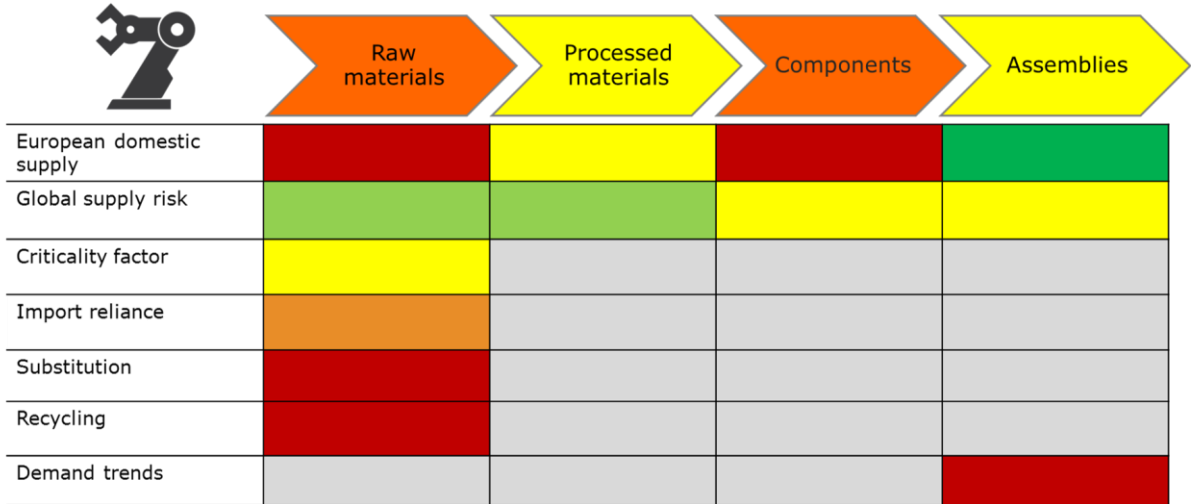 Raw
materials
Processed
materials
Components
Assemblies
European domestic
supply
Global supply risk
Criticality factor
Import reliance
Substitution
Recycling
Demand trends